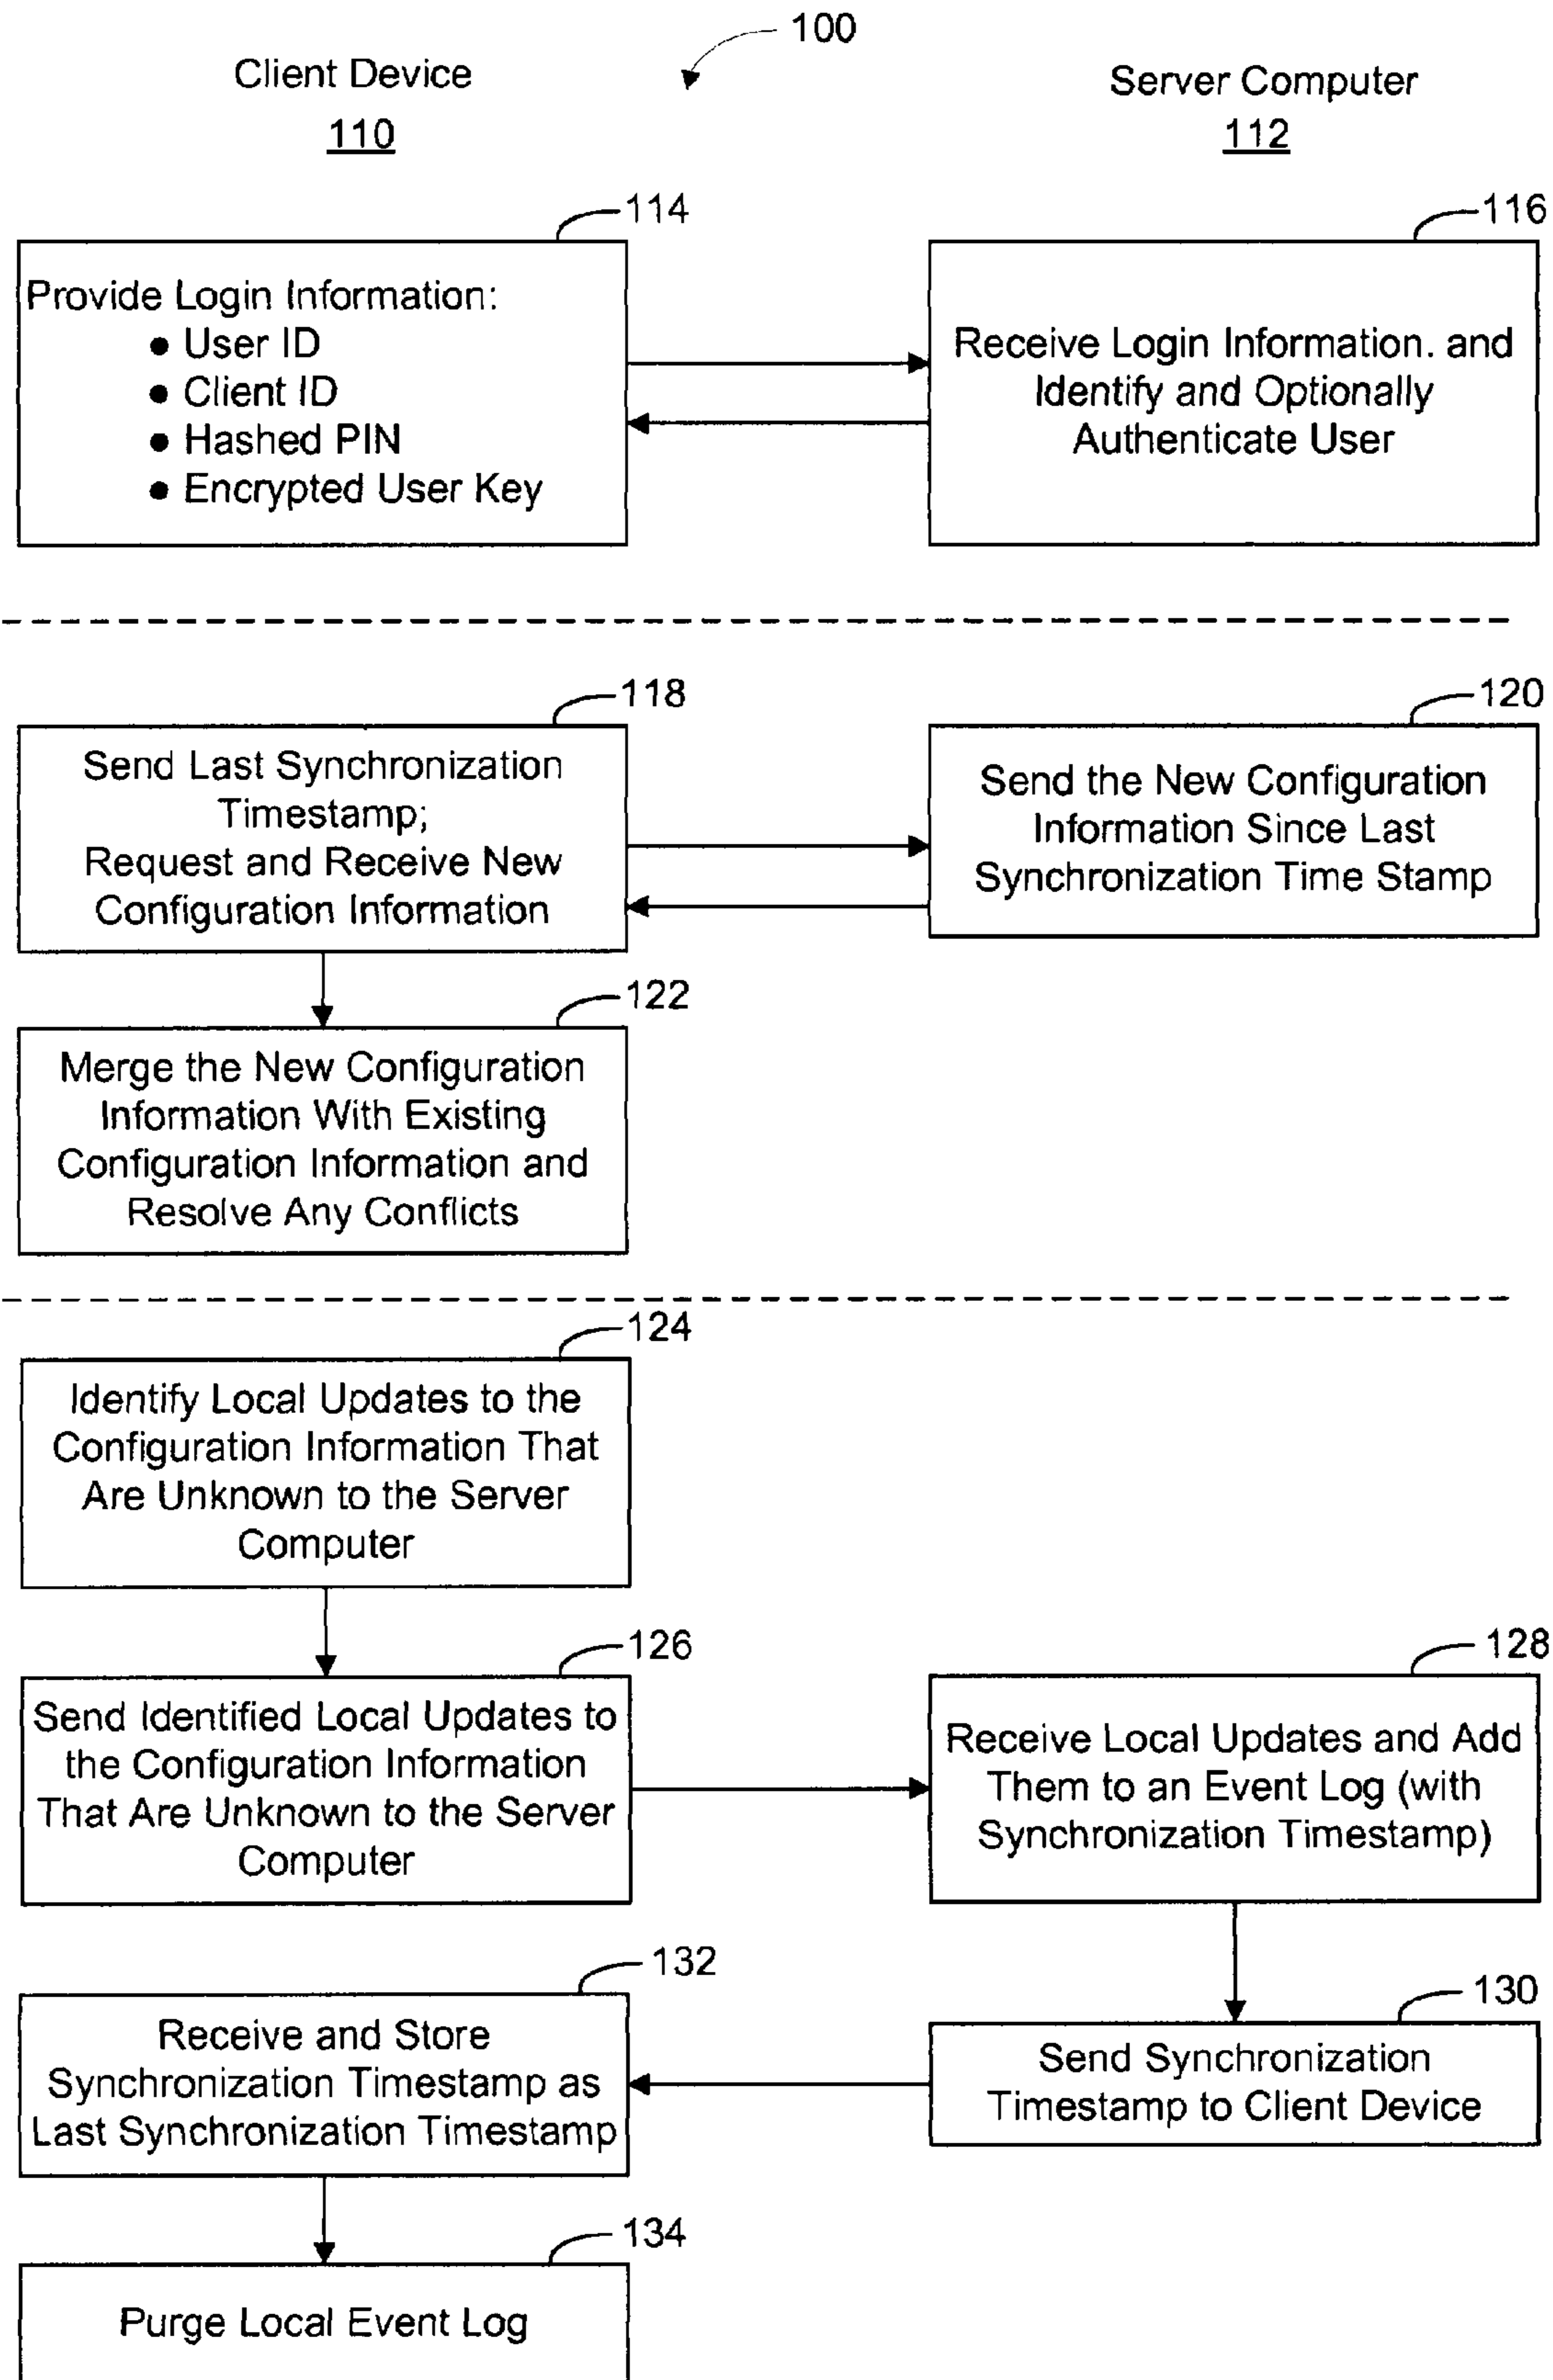 100
Client Device
110
Server Computer
112
114
Provide Login Information:
● User ID
● Client ID
● Hashed PIN
● Encrypted User Key
116
Receive Login Information. and
Identify and Optionally
Authenticate User
118
Send Last Synchronization
Timestamp;
Request and Receive New
Configuration Information
120
Send the New Configuration
Information Since Last
Synchronization Time Stamp
122
Merge the New Configuration
Information With Existing
Configuration Information and
Resolve Any Conflicts
124
Identify Local Updates to the
Configuration Information That
Are Unknown to the Server
Computer
126
Send Identified Local Updates to
the Configuration Information
That Are Unknown to the Server
Computer
128
Receive Local Updates and Add
Them to an Event Log (with
Synchronization Timestamp)
130
Send Synchronization
Timestamp to Client Device
132
Receive and Store
Synchronization Timestamp as
Last Synchronization Timestamp
134
Purge Local Event Log